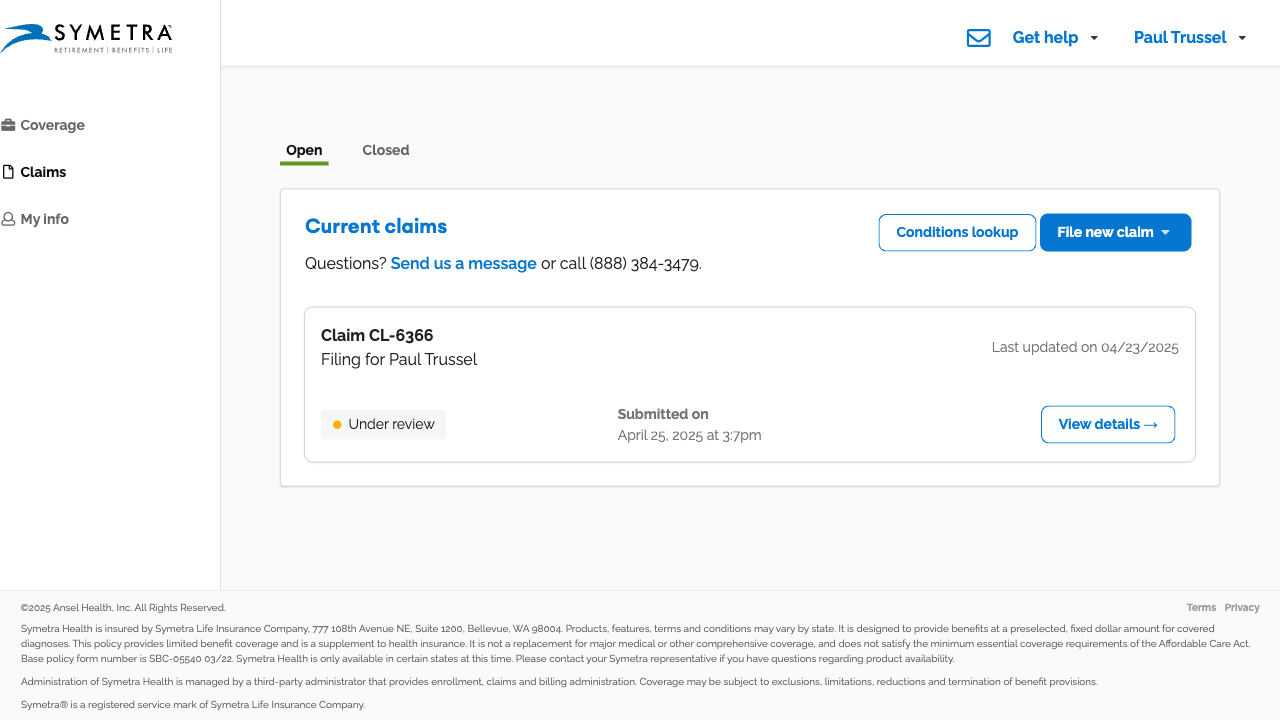 SYMETRA™
RETIREMENT | BENEFITS | LIFE
Get help
Paul Trussel
Coverage
Claims
My info
Open
Closed
Current claims
Conditions lookup
File new claim
Questions? Send us a message or call (888) 384-3479.
Claim CL-6366
Filing for Paul Trussel
Last updated on 04/23/2025
Under review
Submitted on
April 25, 2025 at 3:7pm
View details →
©2025 Ansel Health, Inc. All Rights Reserved.
Terms Privacy
Symetra Health is insured by Symetra Life Insurance Company, 777 108th Avenue NE, Suite 1200, Bellevue, WA 98004. Products, features, terms and conditions may vary by state. It is designed to provide benefits at a preselected, fixed dollar amount for covered
diagnoses. This policy provides limited benefit coverage and is a supplement to health insurance. It is not a replacement for major medical or other comprehensive coverage, and does not satisfy the minimum essential coverage requirements of the Affordable Care Act.
Base policy form number is SBC-05540 03/22. Symetra Health is only available in certain states at this time. Please contact your Symetra representative if you have questions regarding product availability.
Administration of Symetra Health is managed by a third-party administrator that provides enrollment, claims and billing administration. Coverage may be subject to exclusions, limitations, reductions and termination of benefit provisions.
Symetra® is a registered service mark of Symetra Life Insurance Company.